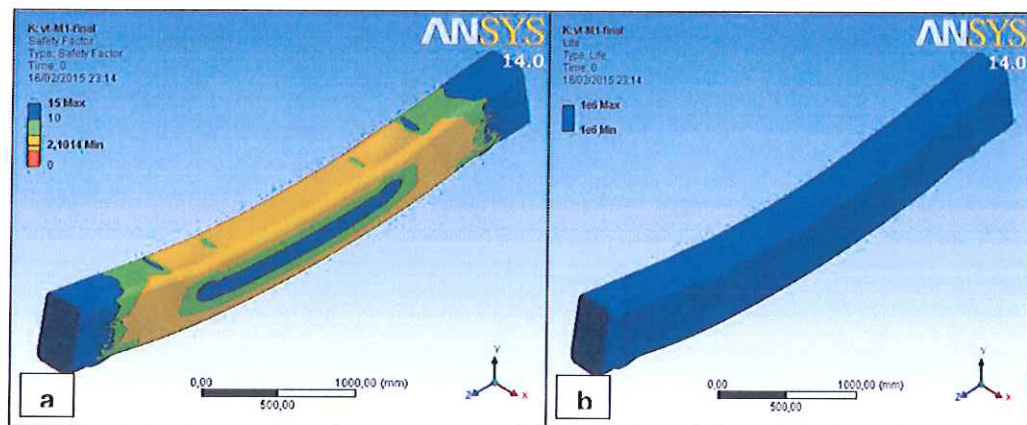 K: vt-M1-final
Safety Factor
Type: Safety Factor
Time: 0
16/02/2015 23:14
15 Max
10
2,1014 Min
0
ANSYS
14.0
0,00
1000,00 (mm)
500,00
Y
Z
X
a
K: vt-M1-final
Life
Type: Life
Time: 0
16/02/2015 23:14
1e6 Max
1e6 Min
ANSYS
14.0
0,00
1000,00 (mm)
500,00
Y
Z
X
b